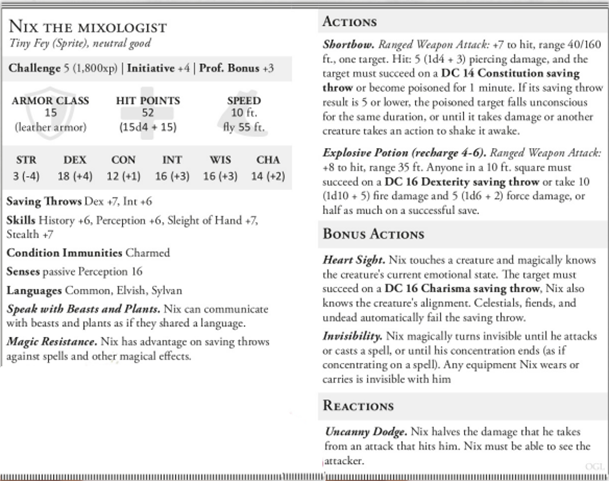 NIX THE MIXOLOGIST
Tiny Fey (Sprite), neutral good
Challenge 5 (1,800xp) | Initiative +4 | Prof. Bonus +3
ARMOR CLASS
15
(leather armor)
HIT POINTS
52
(15d4 + 15)
SPEED
10 ft.
fly 55 ft.
STR DEX CON INT WIS CHA
3 (-4) 18 (+4) 12 (+1) 16 (+3) 16 (+3) 14 (+2)
Saving Throws Dex +7, Int +6
Skills History +6, Perception +6, Sleight of Hand +7,
Stealth +7
Condition Immunities Charmed
Senses passive Perception 16
Languages Common, Elvish, Sylvan
Speak with Beasts and Plants. Nix can communicate
with beasts and plants as if they shared a language.
Magic Resistance. Nix has advantage on saving throws
against spells and other magical effects.
ACTIONS
Shortbow. Ranged Weapon Attack: +7 to hit, range 40/160
ft., one target. Hit: 5 (1d4 + 3) piercing damage, and the
target must succeed on a DC 14 Constitution saving
throw or become poisoned for 1 minute. If its saving throw
result is 5 or lower, the poisoned target falls unconscious
for the same duration, or until it takes damage or another
creature takes an action to shake it awake.
Explosive Potion (recharge 4-6). Ranged Weapon Attack:
+8 to hit, range 35 ft. Anyone in a 10 ft. square must
succeed on a DC 16 Dexterity saving throw or take 10
(1d10 + 5) fire damage and 5 (1d6 + 2) force damage, or
half as much on a successful save.
BONUS ACTIONS
Heart Sight. Nix touches a creature and magically knows
the creature's current emotional state. The target must
succeed on a DC 16 Charisma saving throw, Nix also
knows the creature's alignment. Celestials, fiends, and
undead automatically fail the saving throw.
Invisibility. Nix magically turns invisible until he attacks
or casts a spell, or until his concentration ends (as if
concentrating on a spell). Any equipment Nix wears or
carries is invisible with him
REACTIONS
Uncanny Dodge. Nix halves the damage that he takes
from an attack that hits him. Nix must be able to see the
attacker.
OGL